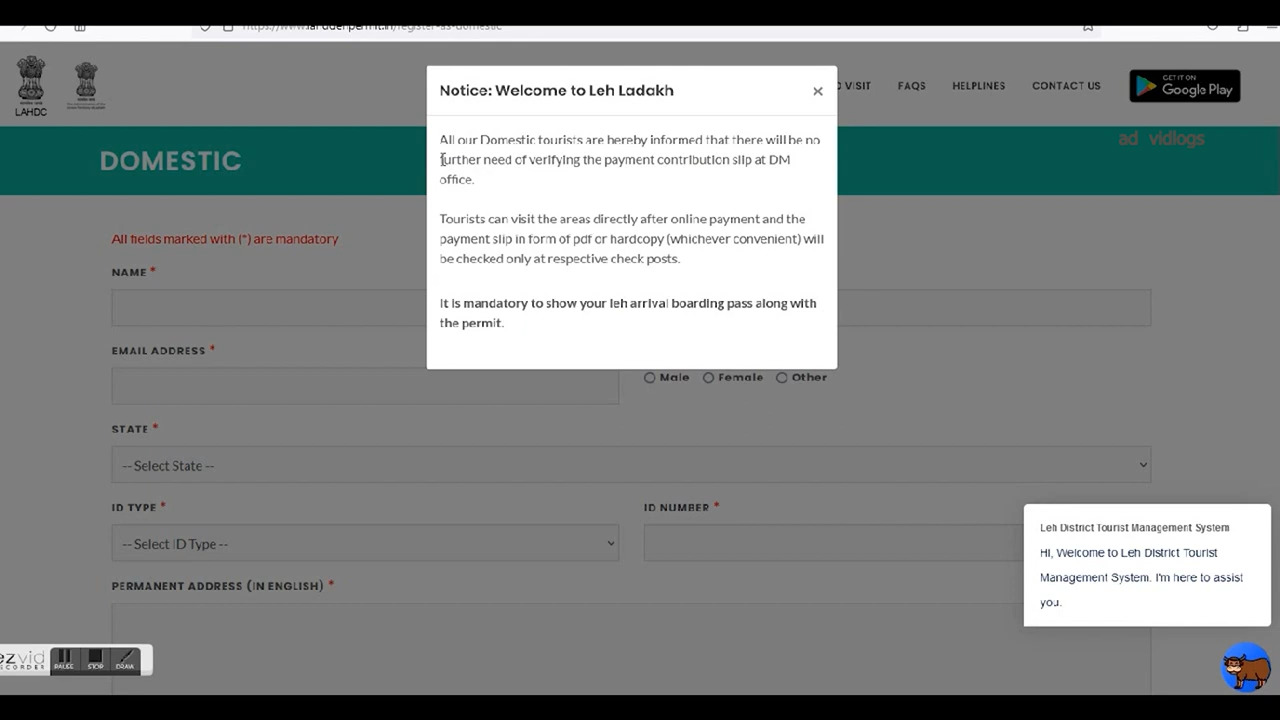 LAHDC
D VISIT
FAQS
HELPLINES
CONTACT US
GET IT ON
Google Play
DOMESTIC
ad vidlogs
Notice: Welcome to Leh Ladakh
×
All our Domestic tourists are hereby informed that there will be no
further need of verifying the payment contribution slip at DM
office.
Tourists can visit the areas directly after online payment and the
payment slip in form of pdf or hardcopy (whichever convenient) will
be checked only at respective check posts.
It is mandatory to show your leh arrival boarding pass along with
the permit.
All fields marked with (*) are mandatory
NAME *
EMAIL ADDRESS *
Male Female Other
STATE *
-- Select State --
ID TYPE *
ID NUMBER *
-- Select ID Type --
PERMANENT ADDRESS (IN ENGLISH) *
Leh District Tourist Management System
Hi, Welcome to Leh District Tourist
Management System. I'm here to assist
you.
ezvid
RECORDER
PAUSE
STOP
DRAW